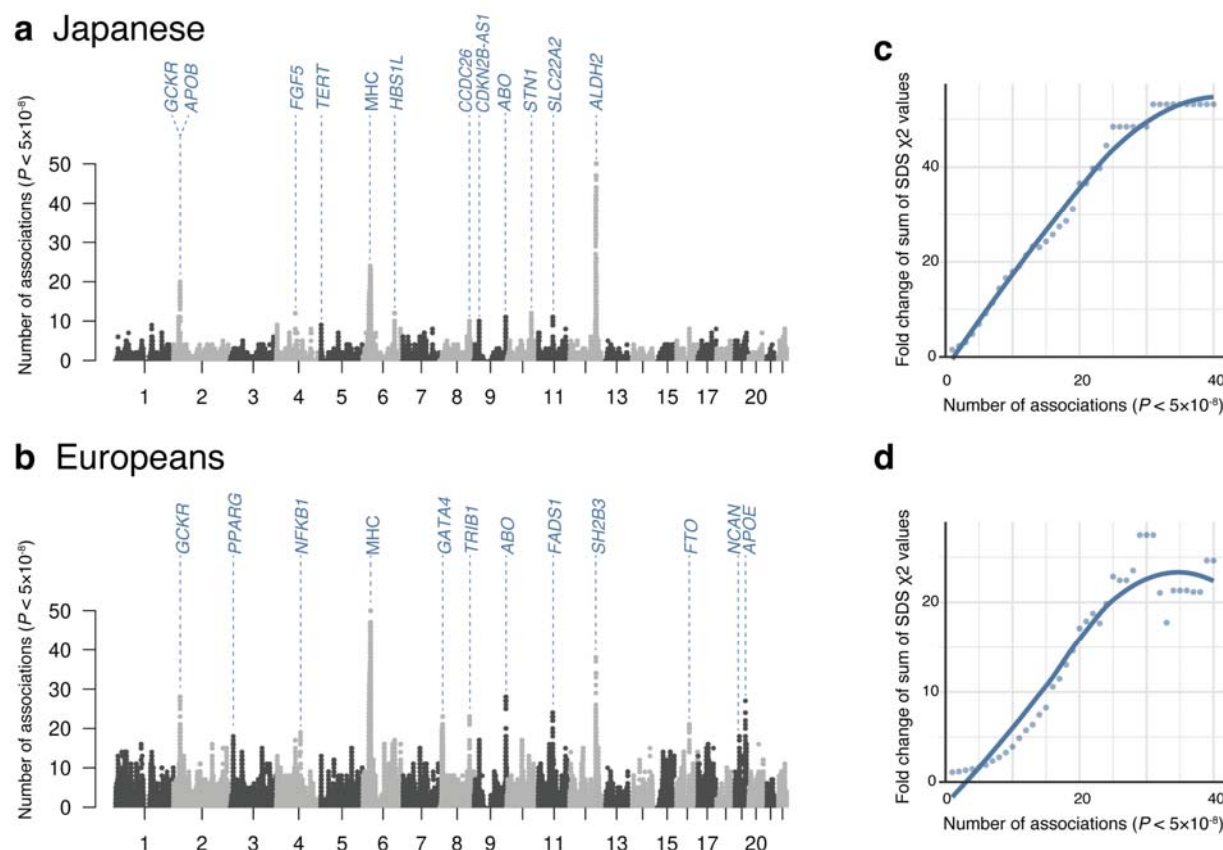 a Japanese
GCKR
APOB
FGF5
TERT
MHC
HBS1L
CCDC26
CDKN2B-AS1
ABO
STN1
SLC22A2
ALDH2
Number of associations (P < 5×10-8)
50
40
30
20
10
0
1 2 3 4 5 6 7 8 9 11 13 15 17 20
c
Fold change of sum of SDS χ2 values
40
20
0
0 20 40
Number of associations (P < 5×10-8)
b Europeans
GCKR
PPARG
NFKB1
MHC
GATA4
TRIB1
ABO
FADS1
SH2B3
FTO
NCAN
APOE
Number of associations (P < 5×10-8)
50
40
30
20
10
0
1 2 3 4 5 6 7 8 9 11 13 15 17 20
d
Fold change of sum of SDS χ2 values
20
10
0
0 20 40
Number of associations (P < 5×10-8)